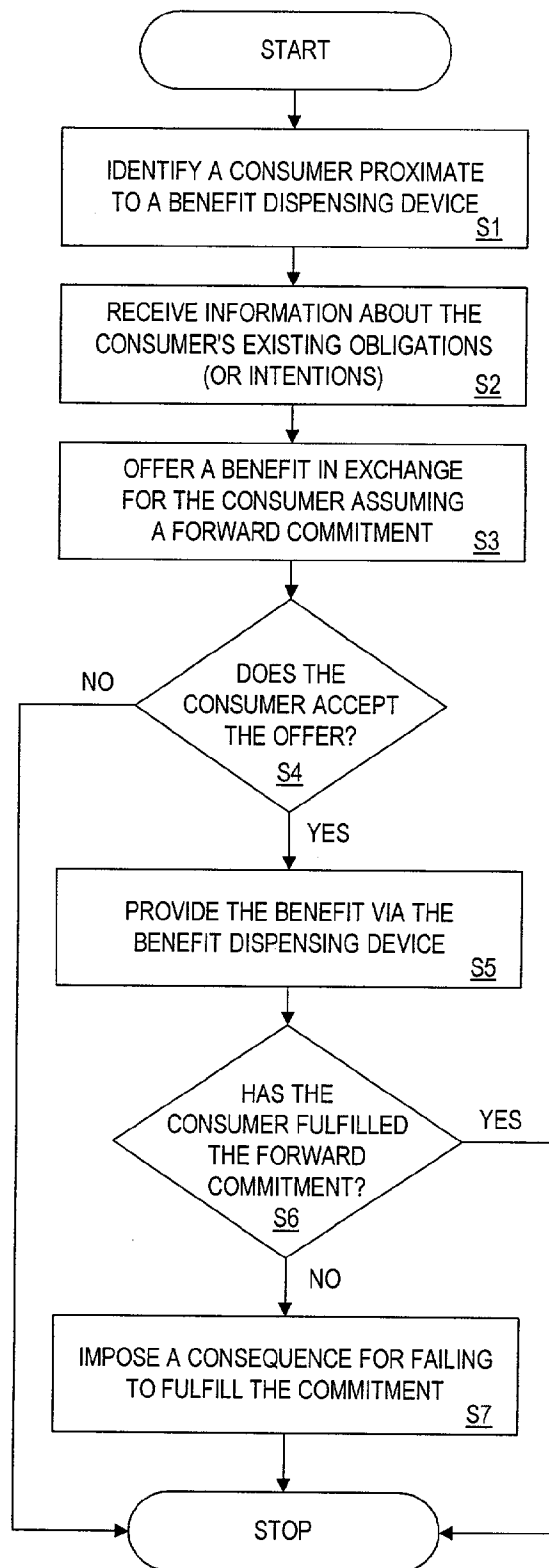 START
IDENTIFY A CONSUMER PROXIMATE
TO A BENEFIT DISPENSING DEVICE
S1
RECEIVE INFORMATION ABOUT THE
CONSUMER'S EXISTING OBLIGATIONS
(OR INTENTIONS)
S2
OFFER A BENEFIT IN EXCHANGE
FOR THE CONSUMER ASSUMING
A FORWARD COMMITMENT
S3
NO
DOES THE
CONSUMER ACCEPT
THE OFFER?
S4
YES
PROVIDE THE BENEFIT VIA THE
BENEFIT DISPENSING DEVICE
S5
HAS THE
CONSUMER FULFILLED
THE FORWARD
COMMITMENT?
S6
YES
NO
IMPOSE A CONSEQUENCE FOR FAILING
TO FULFILL THE COMMITMENT
S7
STOP